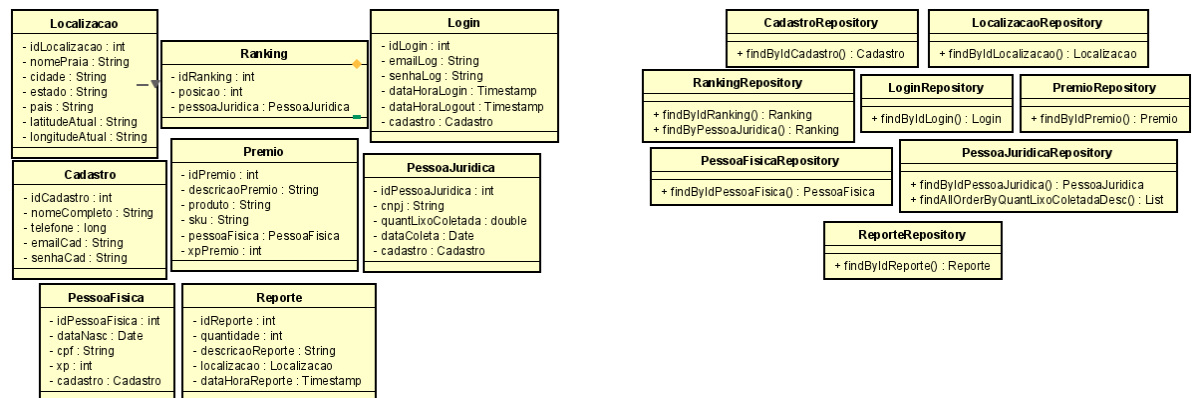 Localizacao
- idLocalizacao : int
- nomePraia : String
- cidade : String
- estado : String
- pais : String
- latitudeAtual : String
- longitudeAtual : String
Ranking
- idRanking : int
- posicao : int
- pessoaJuridica : PessoaJuridica
Login
- idLogin : int
- emailLog : String
- senhaLog : String
- dataHoraLogin : Timestamp
- dataHoraLogout : Timestamp
- cadastro : Cadastro
Cadastro
- idCadastro : int
- nomeCompleto : String
- telefone : long
- emailCad : String
- senhaCad : String
Premio
- idPremio : int
- descricaoPremio : String
- produto : String
- sku : String
- pessoaFisica : PessoaFisica
- xpPremio : int
PessoaJuridica
- idPessoaJuridica : int
- cnpj : String
- quantLixoColetada : double
- dataColeta : Date
- cadastro : Cadastro
PessoaFisica
- idPessoaFisica : int
- dataNasc : Date
- cpf : String
- xp : int
- cadastro : Cadastro
Reporte
- idReporte : int
- quantidade : int
- descricaoReporte : String
- localizacao : Localizacao
- dataHoraReporte : Timestamp
CadastroRepository
+ findByIdCadastro() : Cadastro
LocalizacaoRepository
+ findByIdLocalizacao() : Localizacao
RankingRepository
+ findByIdRanking() : Ranking
+ findByPessoaJuridica() : Ranking
LoginRepository
+ findByIdLogin() : Login
PremioRepository
+ findByIdPremio() : Premio
PessoaFisicaRepository
+ findByIdPessoaFisica() : PessoaFisica
PessoaJuridicaRepository
+ findByIdPessoaJuridica() : PessoaJuridica
+ findAllOrderByQuantLixoColetadaDesc() : List
ReporteRepository
+ findByIdReporte() : Reporte